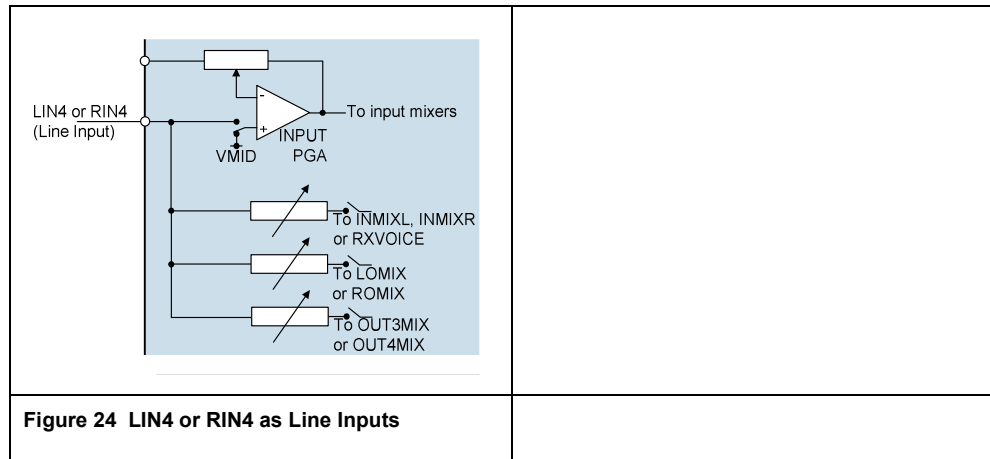 LIN4 or RIN4
(Line Input)
-
+
To input mixers
VMID
INPUT
PGA
To INMIXL, INMIXR
or RXVOICE
To LOMIX
or ROMIX
To OUT3MIX
or OUT4MIX
Figure 24 LIN4 or RIN4 as Line Inputs